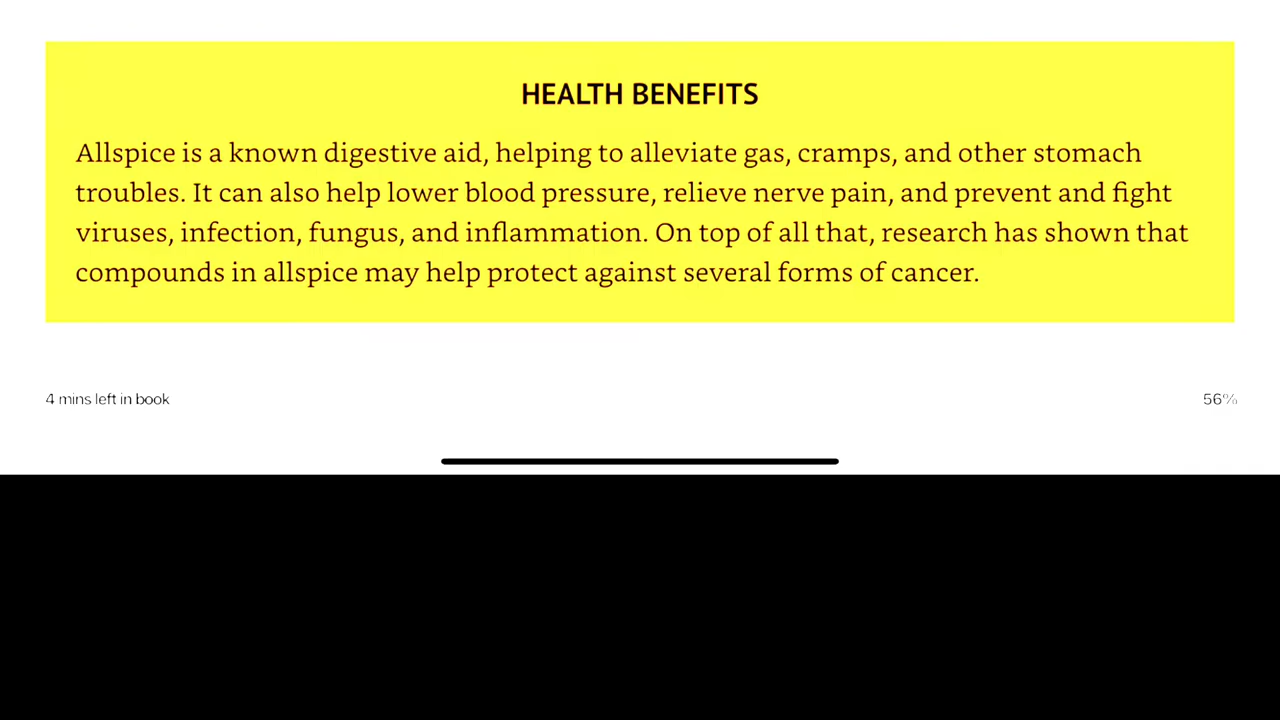 HEALTH BENEFITS
Allspice is a known digestive aid, helping to alleviate gas, cramps, and other stomach
troubles. It can also help lower blood pressure, relieve nerve pain, and prevent and fight
viruses, infection, fungus, and inflammation. On top of all that, research has shown that
compounds in allspice may help protect against several forms of cancer.
4 mins left in book
56%